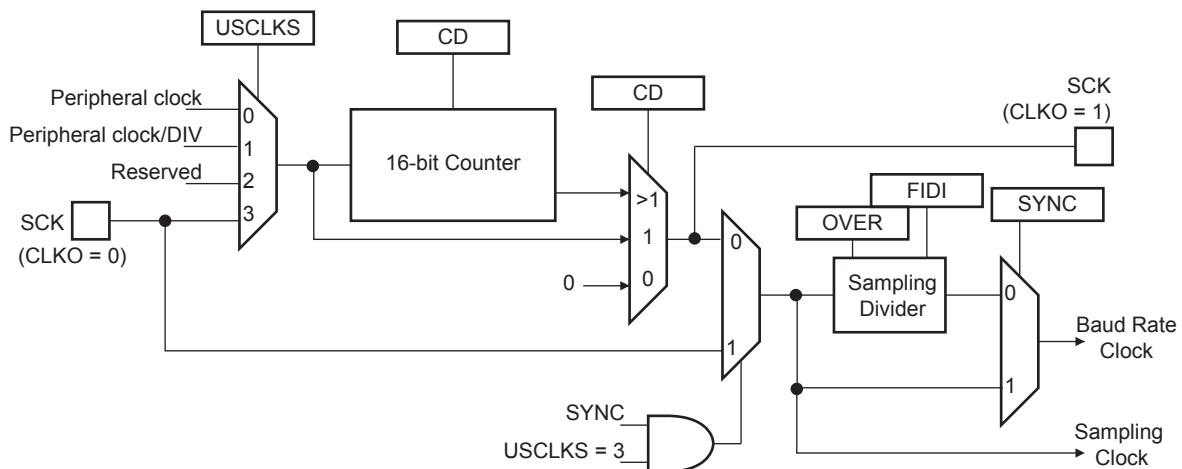 USCLKS
CD
CD
SCK
(CLKO = 1)
Peripheral clock
0
Peripheral clock/DIV
1
16-bit Counter
Reserved
2
FIDI
3
>1
SYNC
SCK
(CLKO = 0)
OVER
1
0
0
0
Sampling
Divider
0
Baud Rate
Clock
1
1
SYNC
USCLKS = 3
Sampling
Clock